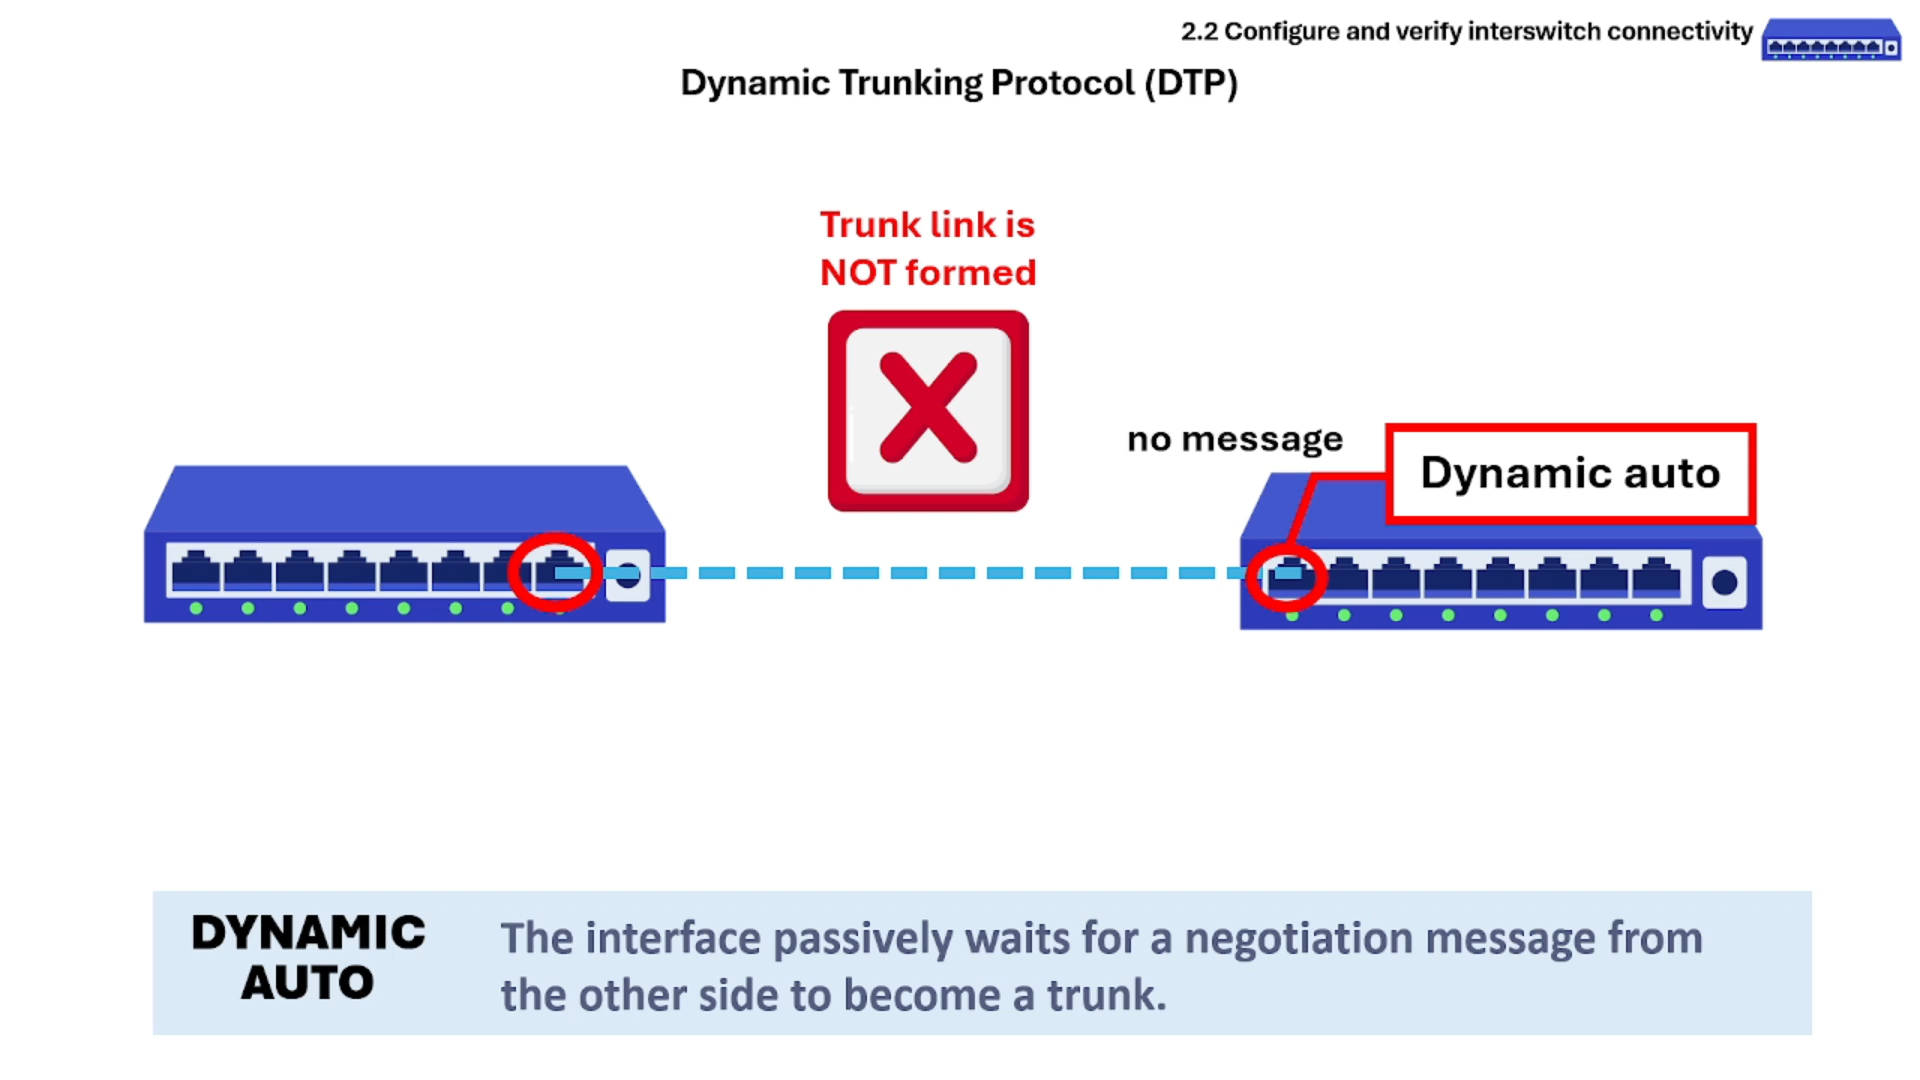 2.2 Configure and verify interswitch connectivity
Dynamic Trunking Protocol (DTP)
Trunk link is
NOT formed
no message
Dynamic auto
DYNAMIC
AUTO
The interface passively waits for a negotiation message from
the other side to become a trunk.